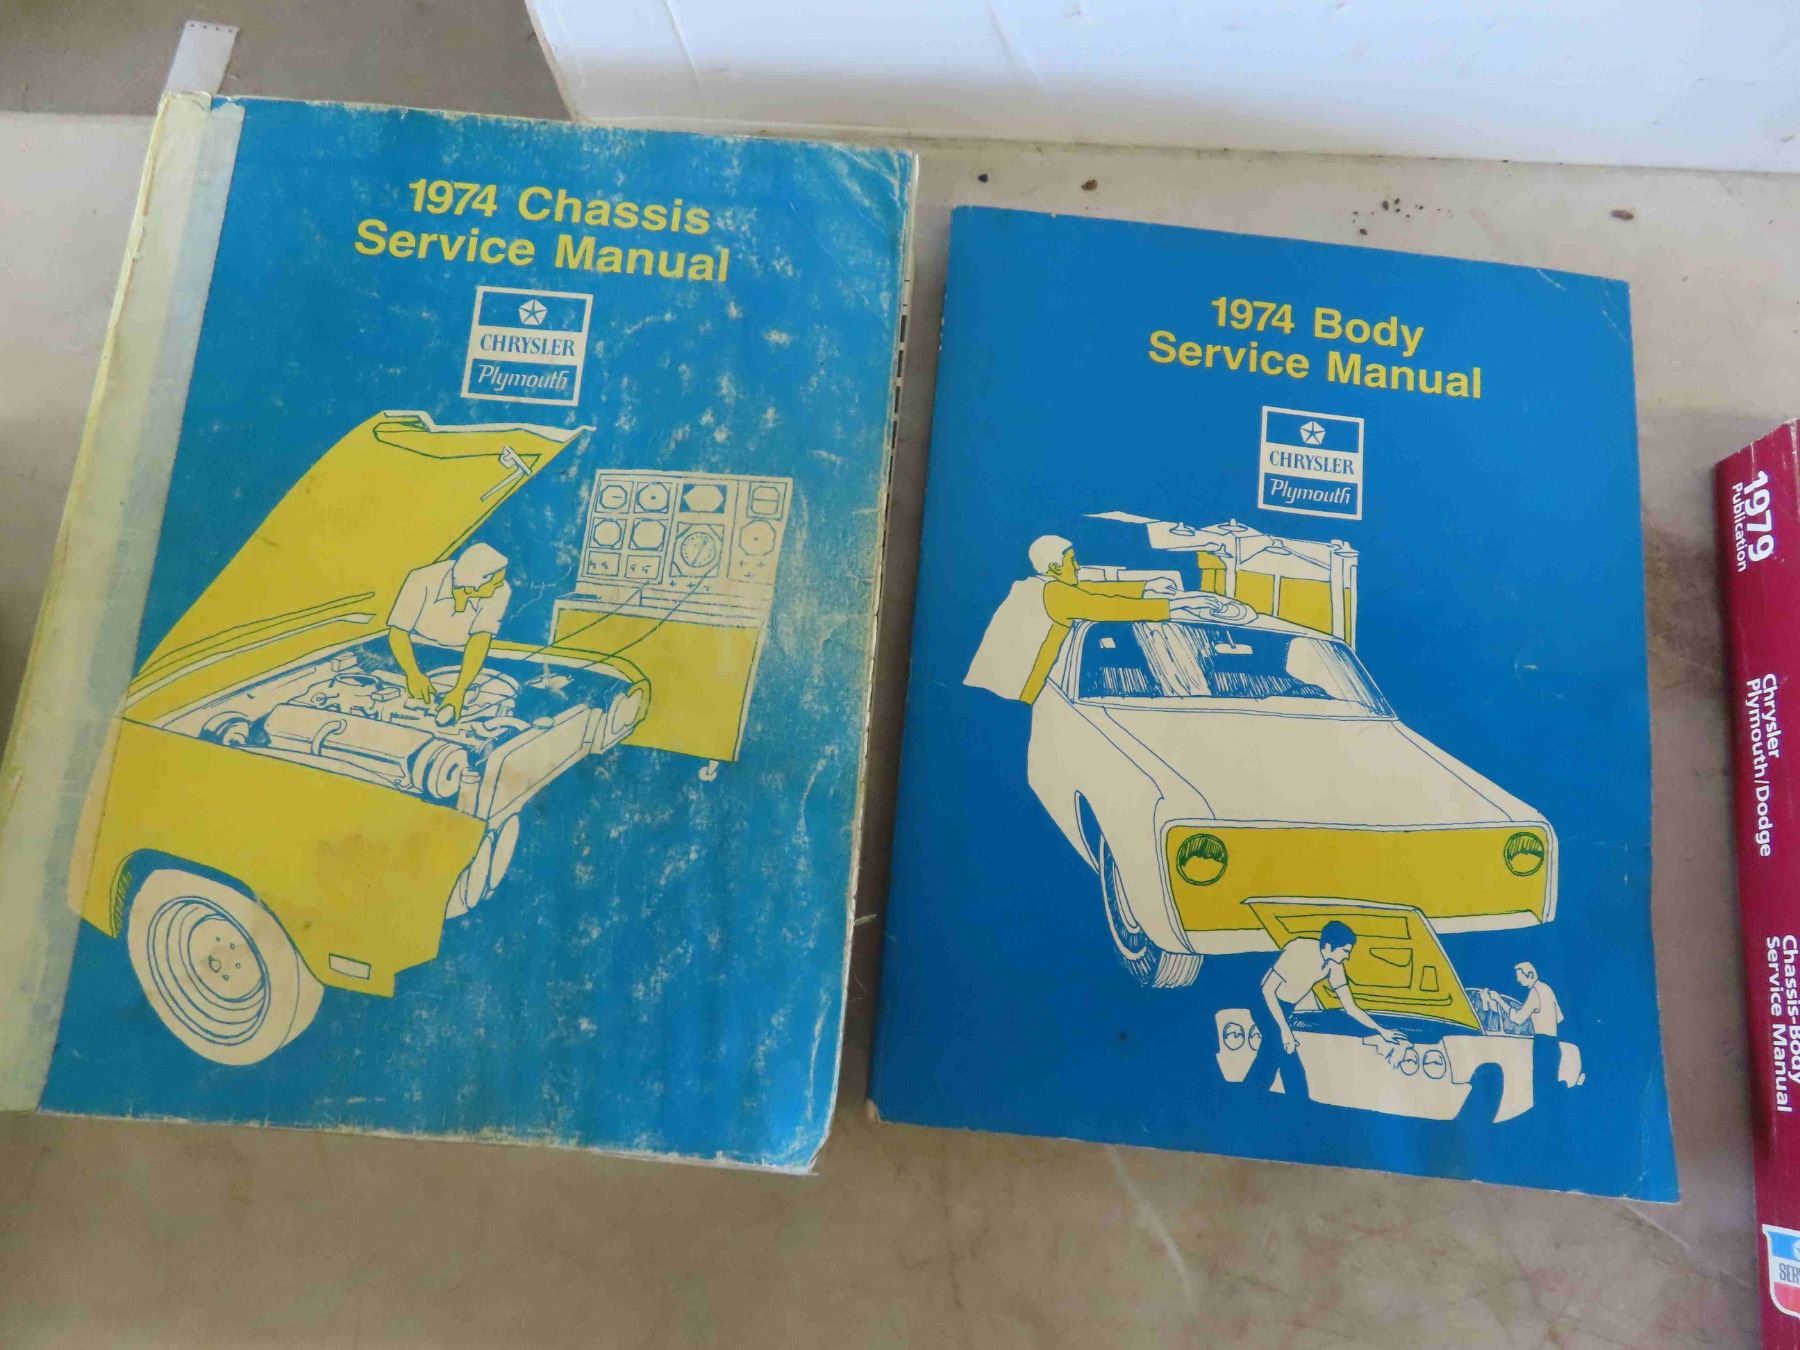 1974 Chassis
Service Manual
CHRYSLER
Plymouth
1974 Body
Service Manual
CHRYSLER
Plymouth
1979
Publication
Chrysler
Plymouth/Dodge
Chassis-Body
Service Manual